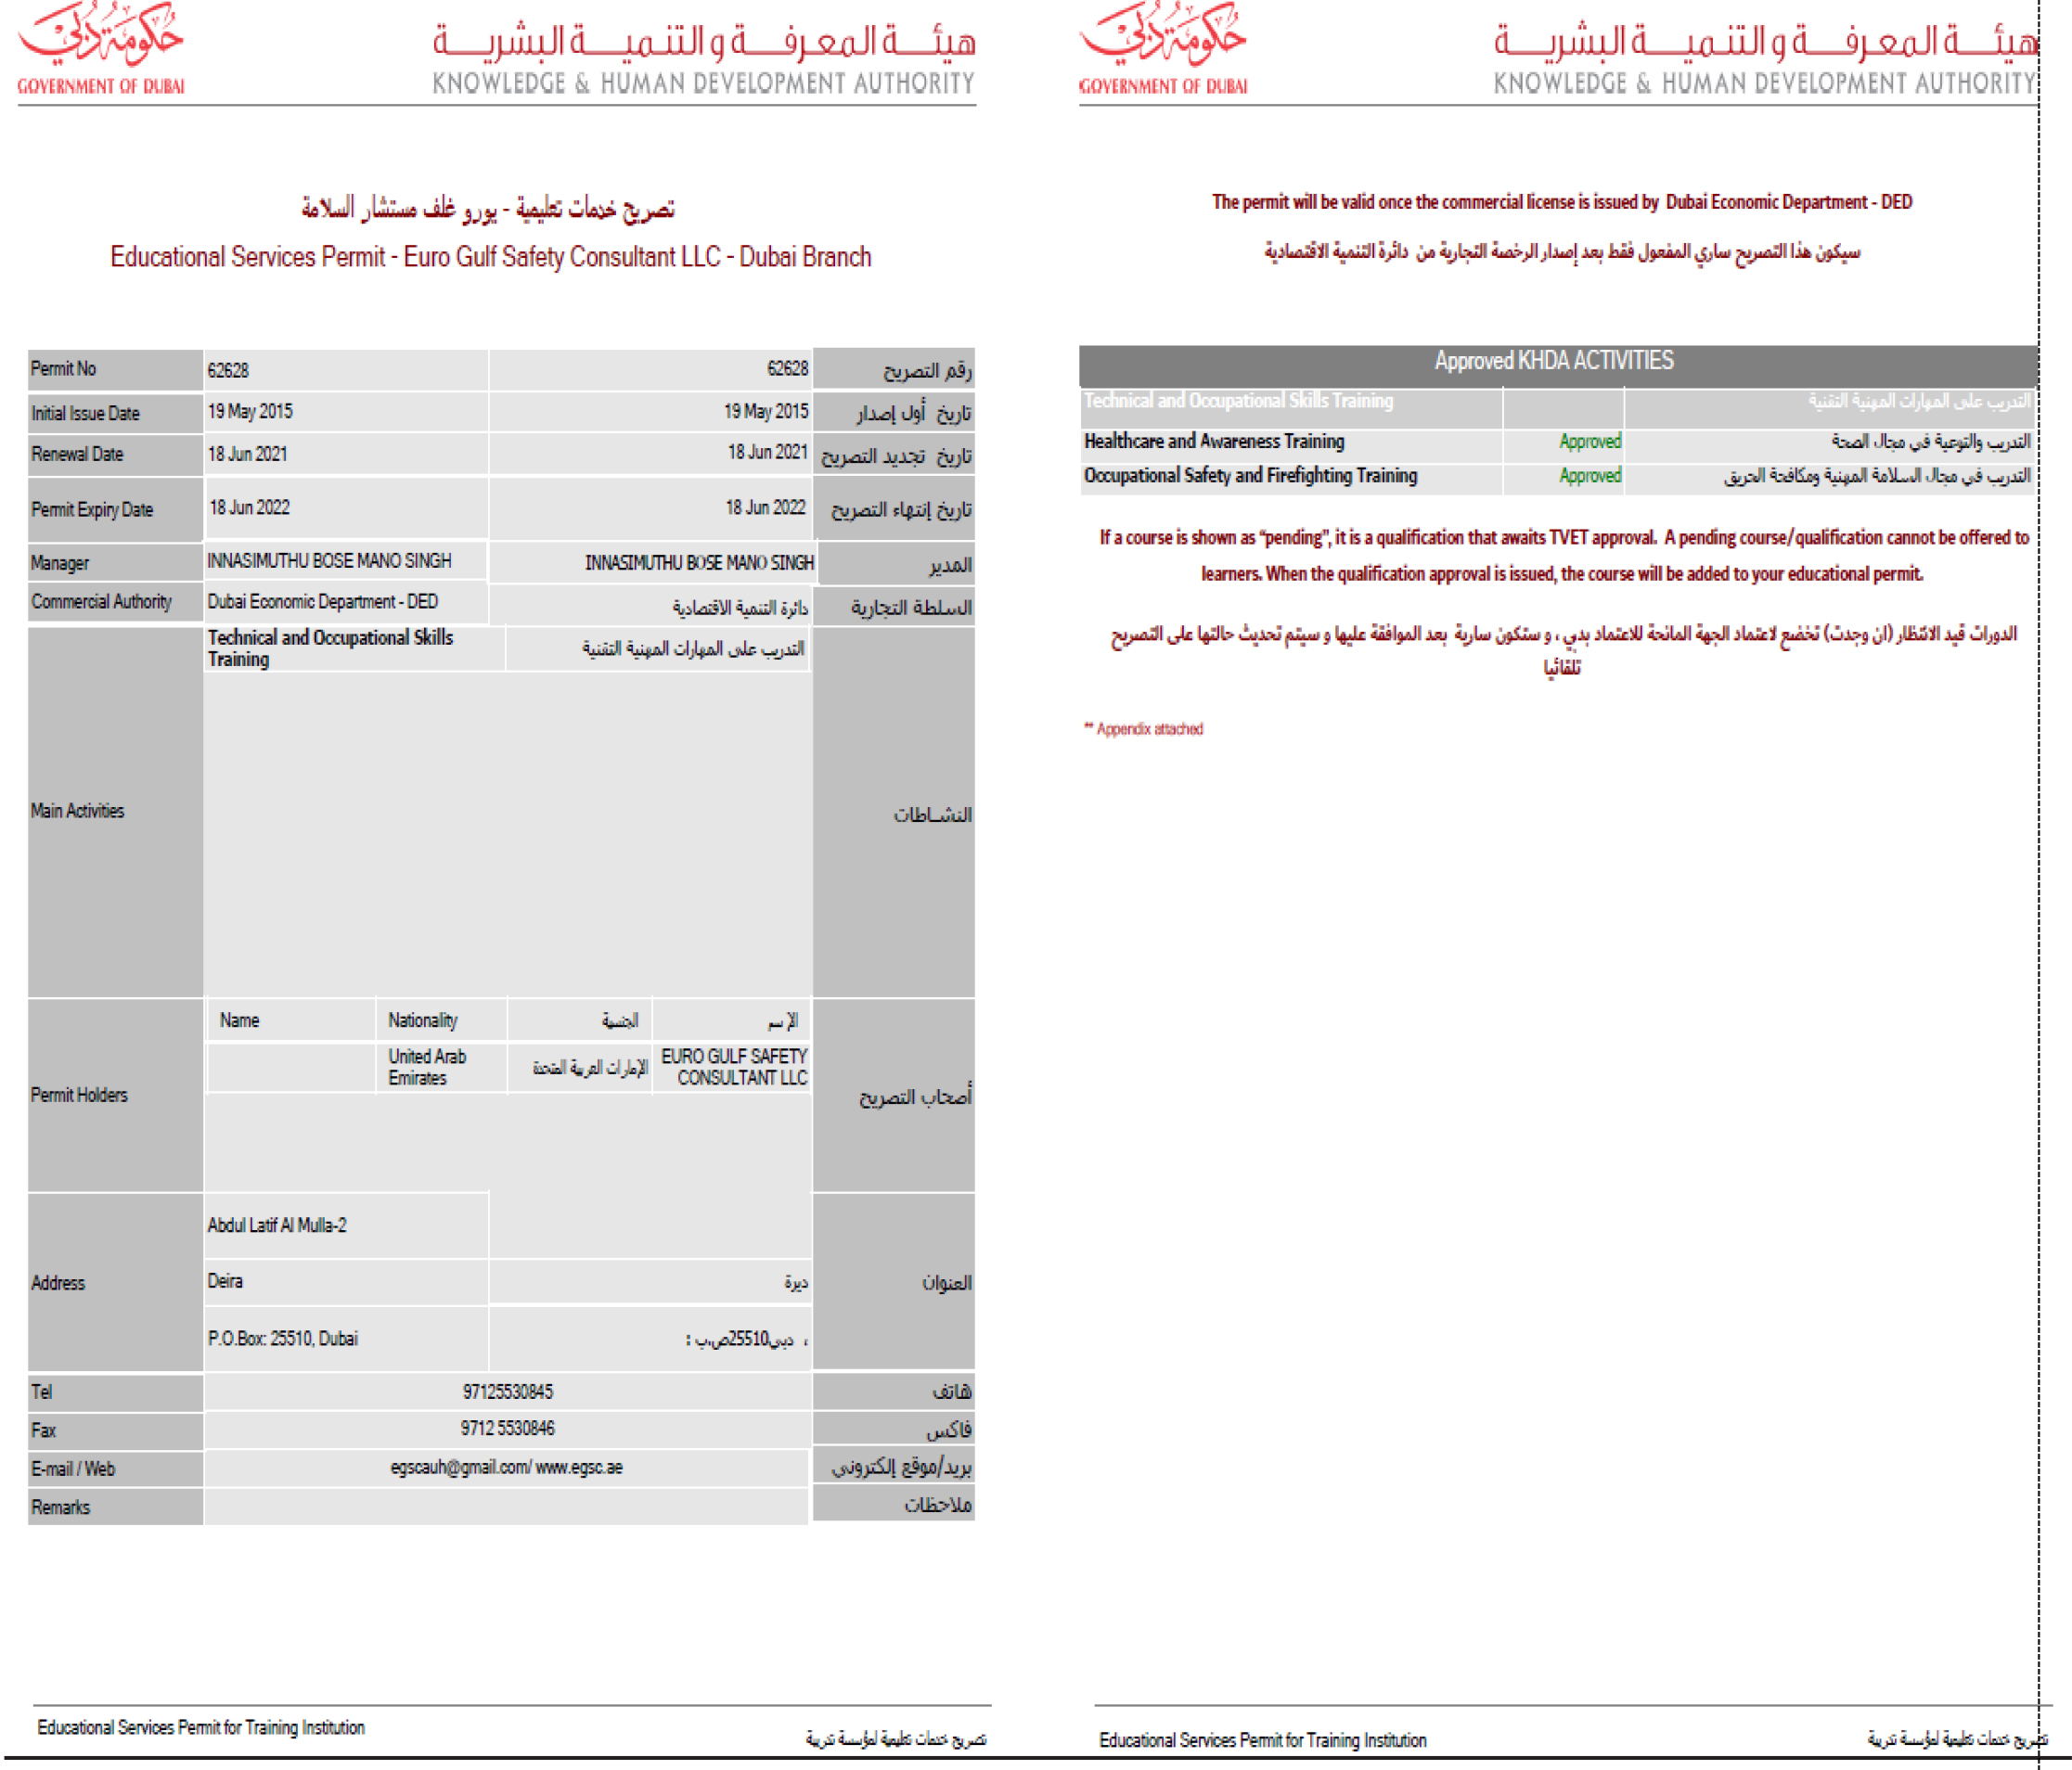 حكومة دبي
GOVERNMENT OF DUBAI
هيئة المعرفة والتنمية البشرية
KNOWLEDGE & HUMAN DEVELOPMENT AUTHORITY
تصريح خدمات تعليمية - يورو غلف مستشار السلامة
Educational Services Permit - Euro Gulf Safety Consultant LLC - Dubai Branch
Permit No 62628 62628 رقم التصريح
Initial Issue Date 19 May 2015 19 May 2015 تاريخ أول إصدار
Renewal Date 18 Jun 2021 18 Jun 2021 تاريخ تجديد التصريح
Permit Expiry Date 18 Jun 2022 18 Jun 2022 تاريخ إنتهاء التصريح
Manager INNASIMUTHU BOSE MANO SINGH INNASIMUTHU BOSE MANO SINGH المدير
Commercial Authority Dubai Economic Department - DED دائرة التنمية الاقتصادية السلطة التجارية
Technical and Occupational Skills
Training التدريب على المهارات المهنية التقنية
Main Activities النشاطات
Name Nationality الجنسية الإسم
United Arab
Emirates الإمارات العربية المتحدة EURO GULF SAFETY
CONSULTANT LLC
Permit Holders أصحاب التصريح
Abdul Latif Al Mulla-2
Address Deira ديرة العنوان
P.O.Box: 25510, Dubai ، دبي25510ص.ب :
Tel 97125530845 هاتف
Fax 9712 5530846 فاكس
E-mail / Web egscauh@gmail.com/ www.egsc.ae بريد/موقع إلكتروني
Remarks ملاحظات
Educational Services Permit for Training Institution
تصريح خدمات تعليمية لمؤسسة تدريبية
حكومة دبي
GOVERNMENT OF DUBAI
هيئة المعرفة والتنمية البشرية
KNOWLEDGE & HUMAN DEVELOPMENT AUTHORITY
The permit will be valid once the commercial license is issued by Dubai Economic Department - DED
سيكون هذا التصريح ساري المفعول فقط بعد إصدار الرخصة التجارية من دائرة التنمية الاقتصادية
Approved KHDA ACTIVITIES
Technical and Occupational Skills Training التدريب على المهارات المهنية التقنية
Healthcare and Awareness Training Approved التدريب والتوعية في مجال الصحة
Occupational Safety and Firefighting Training Approved التدريب في مجال السلامة المهنية ومكافحة الحريق
If a course is shown as “pending”, it is a qualification that awaits TVET approval. A pending course/qualification cannot be offered to
learners. When the qualification approval is issued, the course will be added to your educational permit.
الدورات قيد الانتظار (ان وجدت) تخضع لاعتماد الجهة المانحة للاعتماد بدبي ، و ستكون سارية بعد الموافقة عليها و سيتم تحديث حالتها على التصريح
تلقائيا
** Appendix attached
Educational Services Permit for Training Institution
تصريح خدمات تعليمية لمؤسسة تدريبية